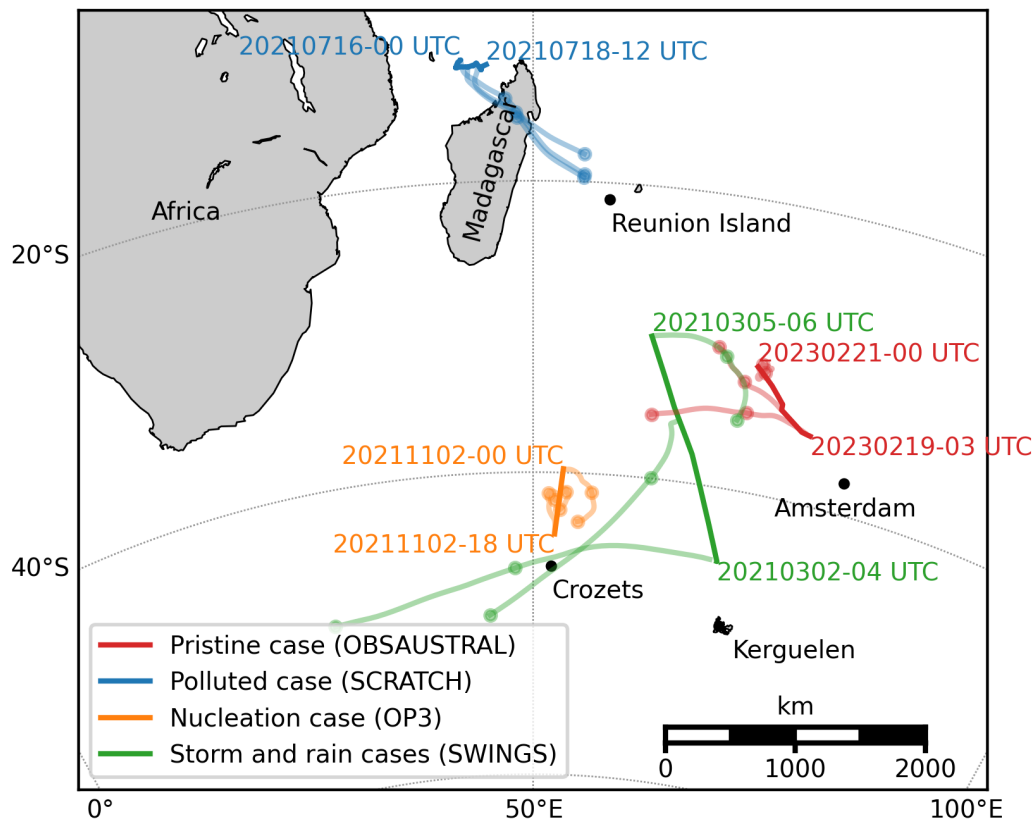 20210716-00 UTC
20210718-12 UTC
Madagascar
Africa
Reunion Island
20°S
20210305-06 UTC
20230221-00 UTC
20230219-03 UTC
20211102-00 UTC
Amsterdam
20211102-18 UTC
40°S
20210302-04 UTC
Crozets
Kerguelen
Pristine case (OBSAUSTRAL)
Polluted case (SCRATCH)
Nucleation case (OP3)
Storm and rain cases (SWINGS)
km
0 1000 2000
0° 50°E 100°E